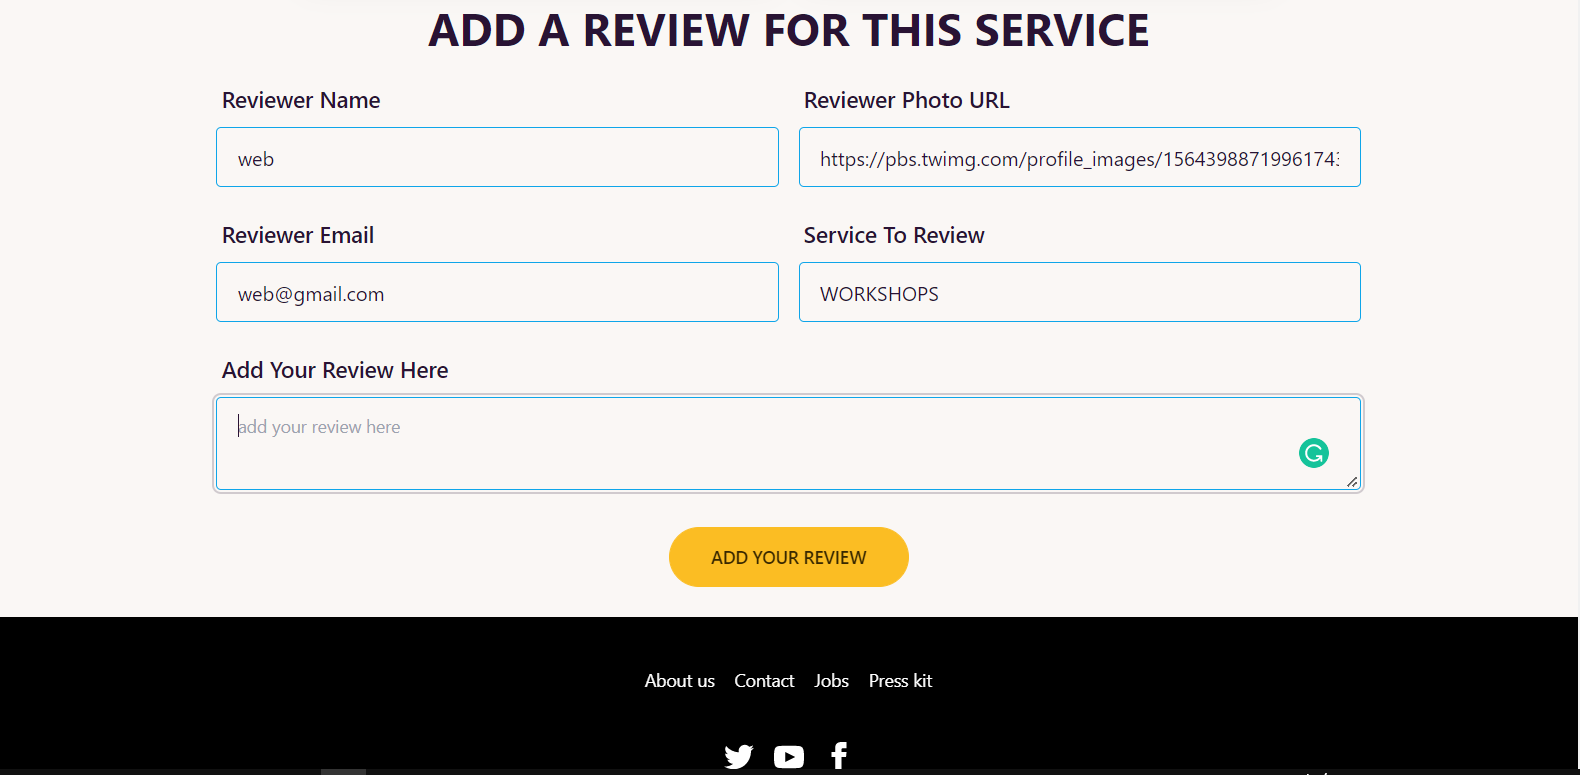 ADD A REVIEW FOR THIS SERVICE
Reviewer Name
Reviewer Photo URL
web
https://pbs.twimg.com/profile_images/1564398871996174
Reviewer Email
Service To Review
web@gmail.com
WORKSHOPS
Add Your Review Here
add your review here
ADD YOUR REVIEW
About us Contact Jobs Press kit